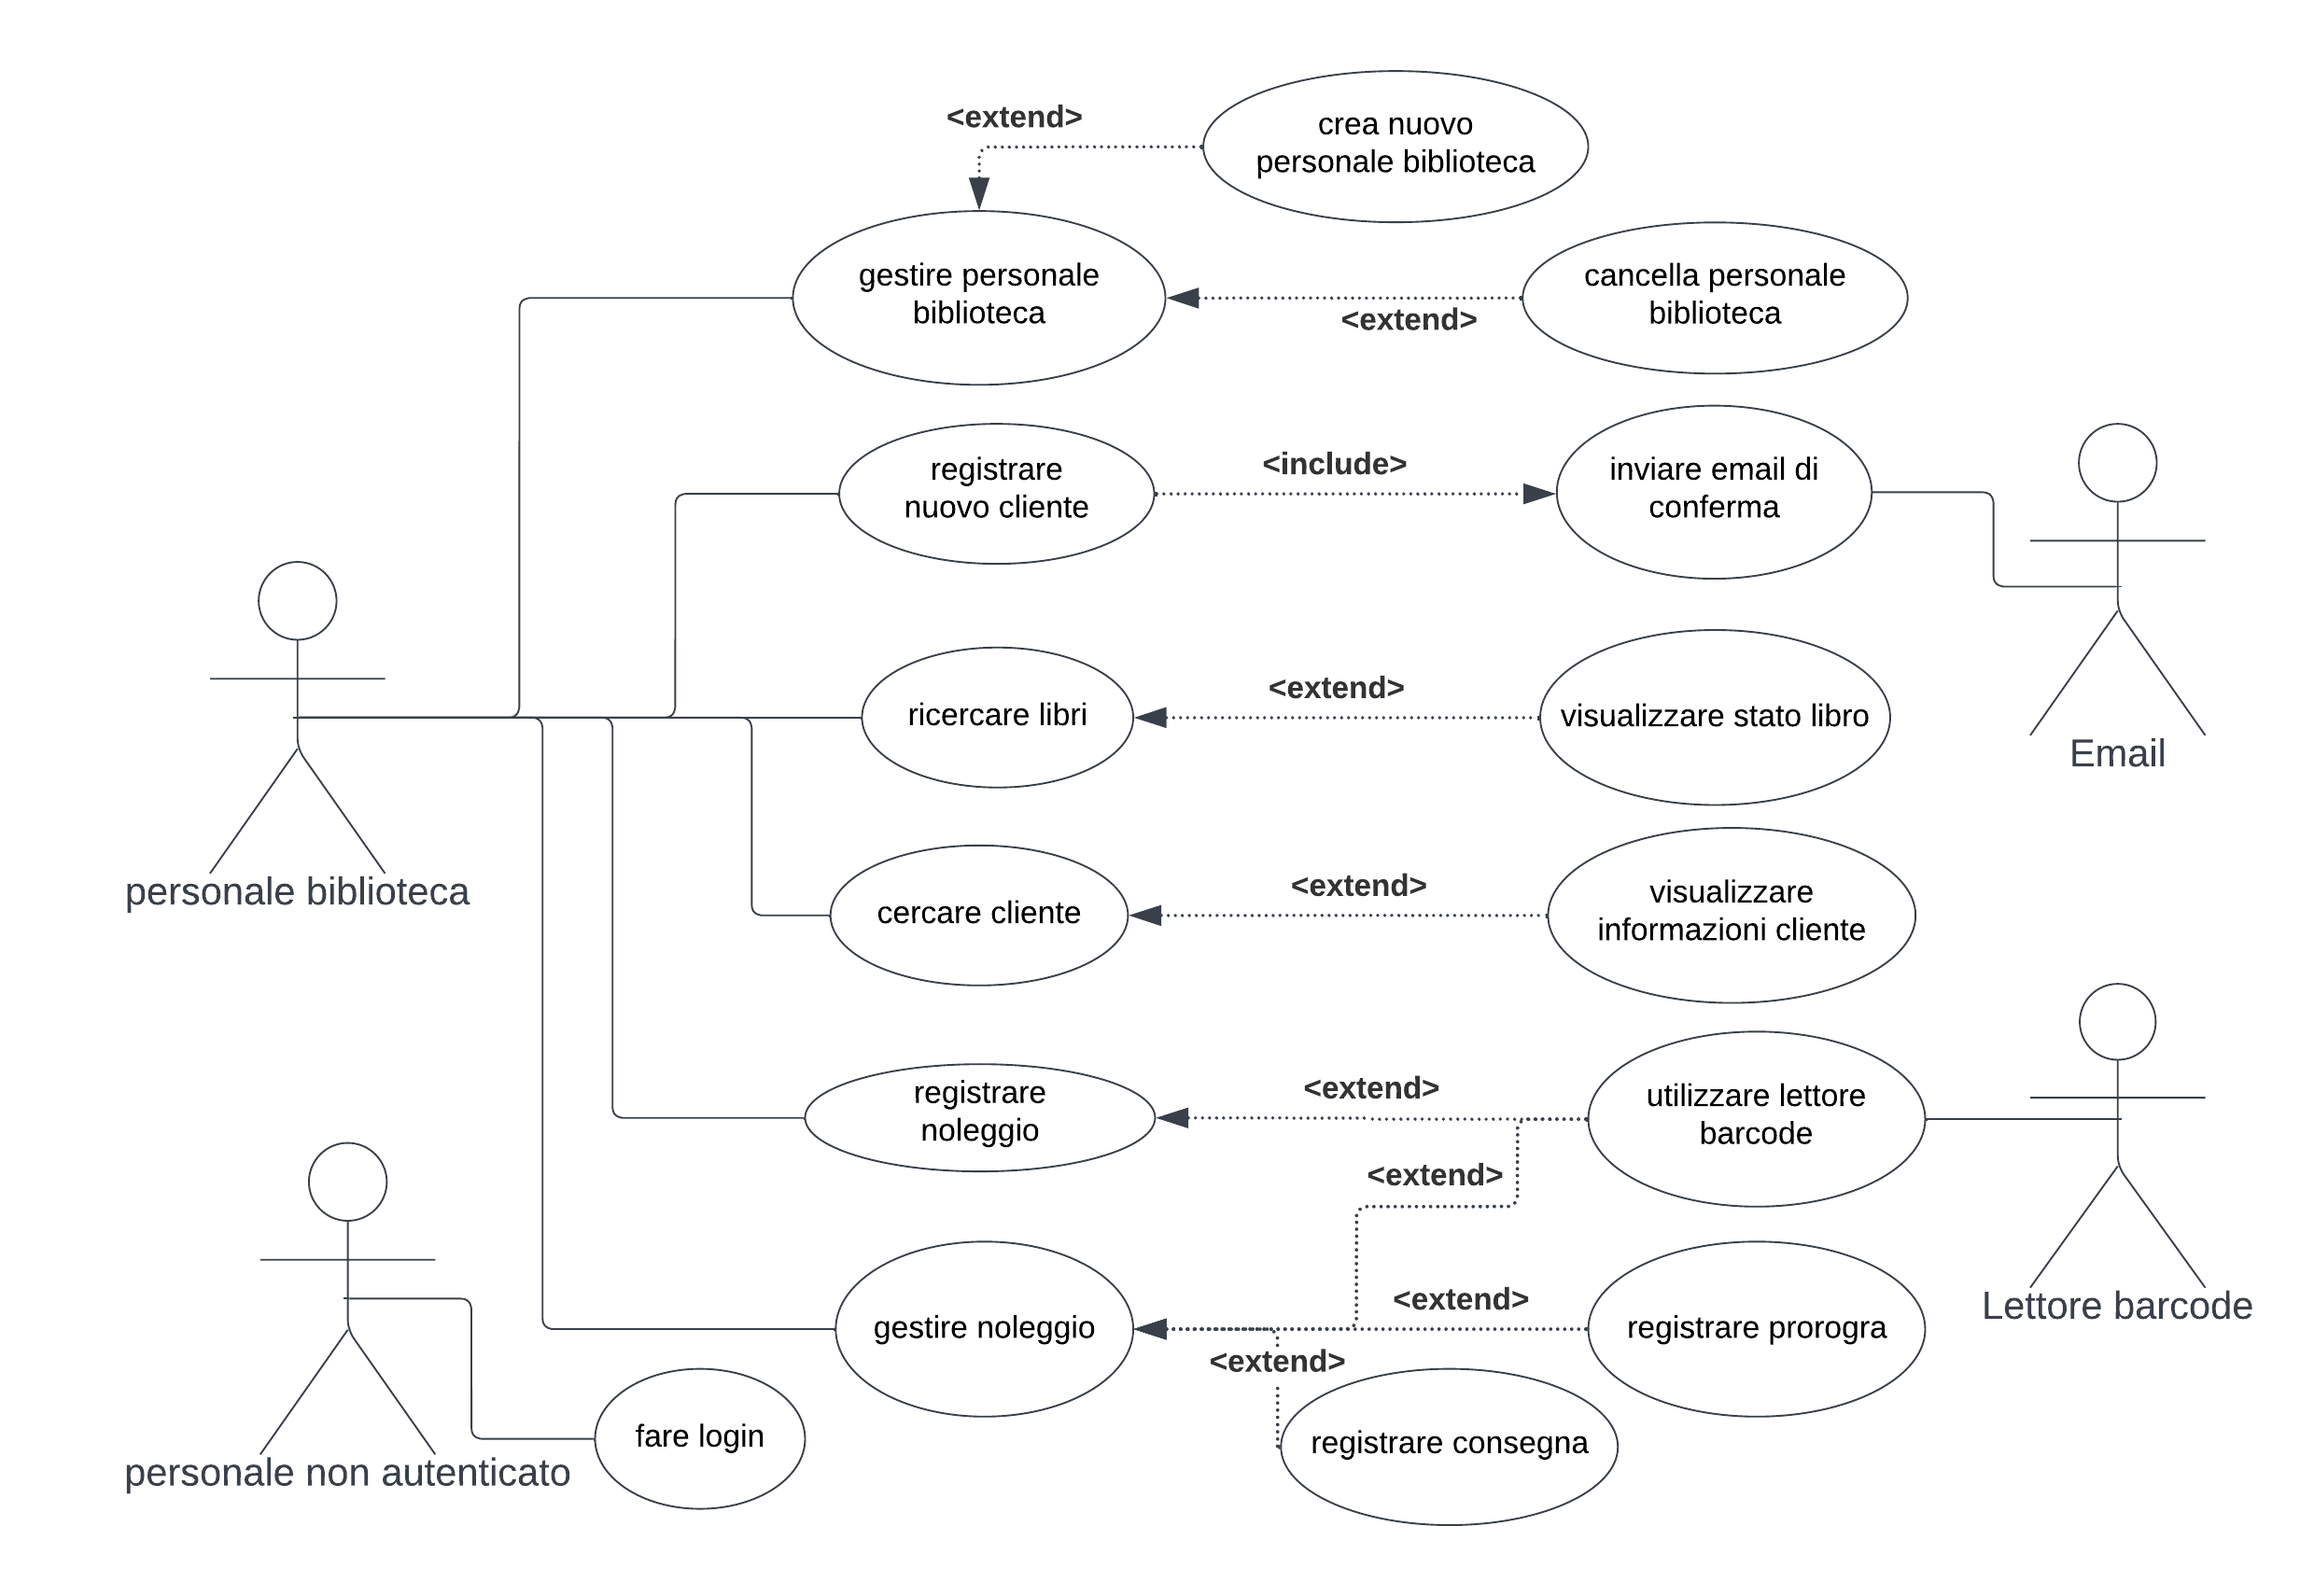 <extend>
crea nuovo
personale biblioteca
gestire personale
biblioteca
cancella personale
biblioteca
<extend>
registrare
nuovo cliente
<include>
inviare email di
conferma
ricercare libri
<extend>
visualizzare stato libro
Email
personale biblioteca
cercare cliente
<extend>
visualizzare
informazioni cliente
registrare
noleggio
<extend>
utilizzare lettore
barcode
<extend>
Lettore barcode
gestire noleggio
<extend>
registrare prorogra
<extend>
fare login
registrare consegna
personale non autenticato